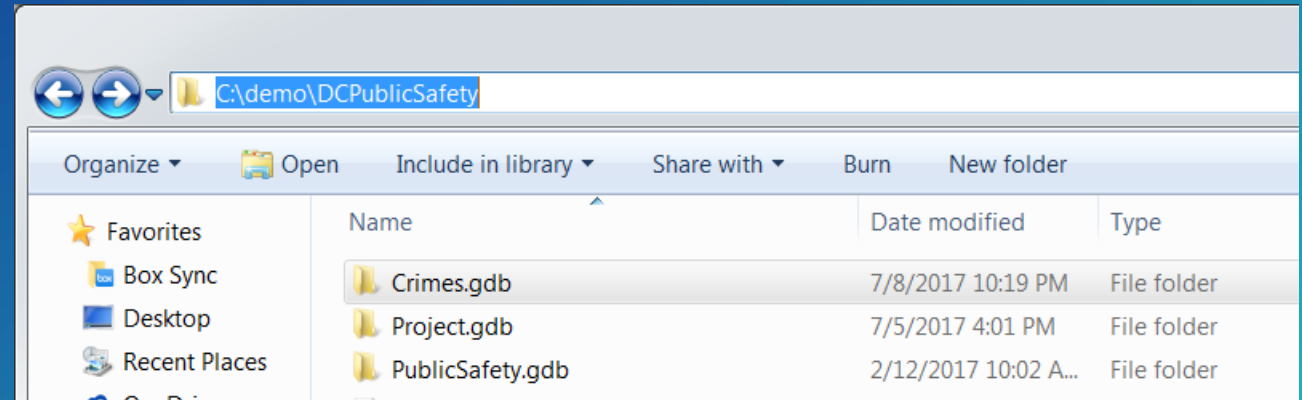 C:\demo\DCPublicSafety
Organize Open Include in library Share with Burn New folder
Favorites
Box Sync
Desktop
Recent Places
Name Date modified Type
Crimes.gdb 7/8/2017 10:19 PM File folder
Project.gdb 7/5/2017 4:01 PM File folder
PublicSafety.gdb 2/12/2017 10:02 A... File folder